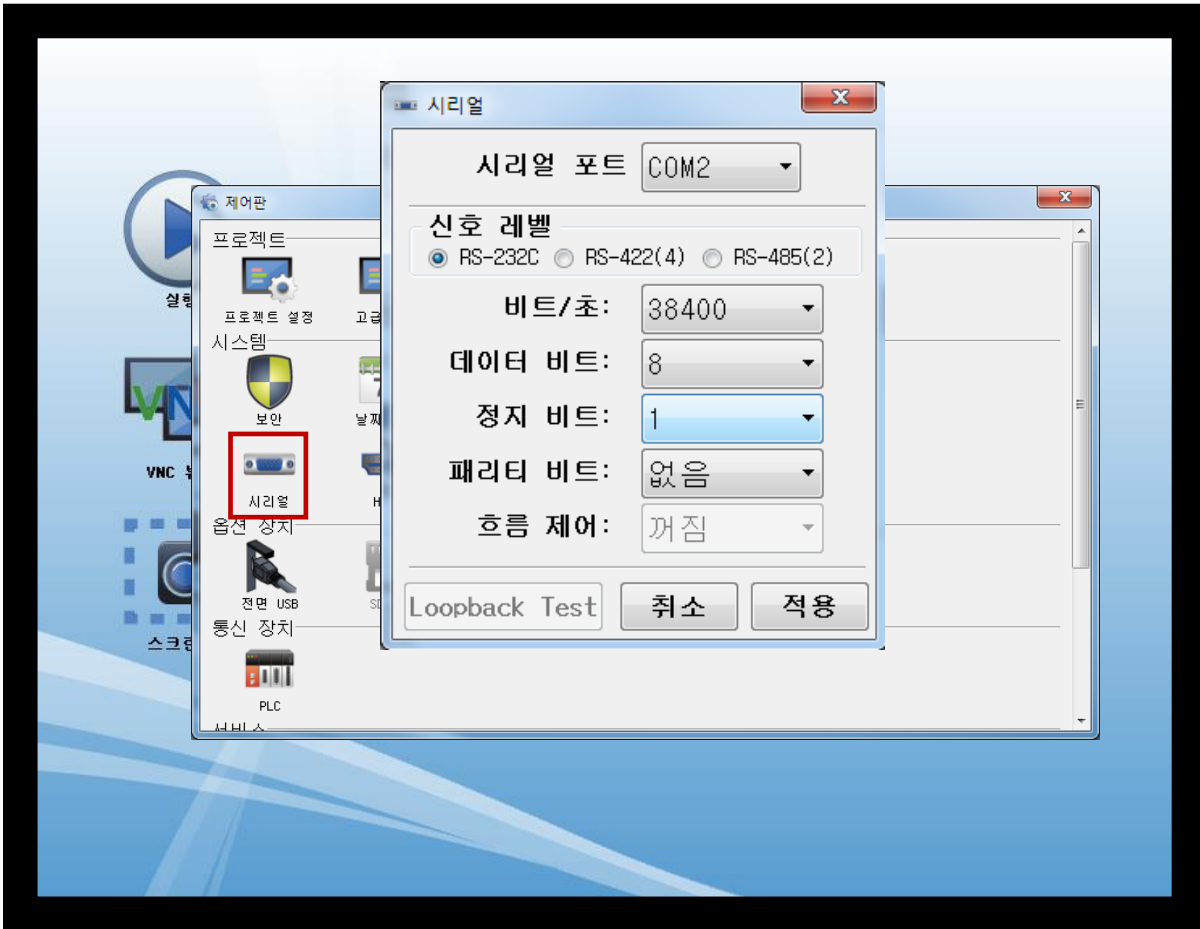 시리얼
시리얼 포트 COM2
신호 레벨
RS-232C RS-422(4) RS-485(2)
비트/초: 38400
데이터 비트: 8
정지 비트: 1
패리티 비트: 없음
흐름 제어: 꺼짐
Loopback Test 취소 적용
제어판
프로젝트
프로젝트 설정
시스템
보안
시리얼
옵션 장치
전면 USB
통신 장치
PLC
서비스
VNC